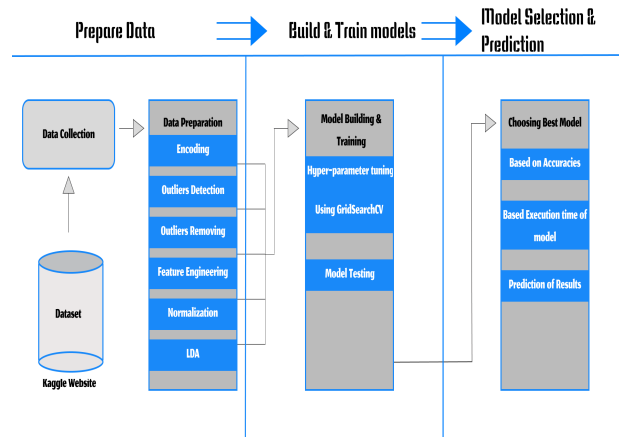 Prepare Data
Build & Train models
Model Selection &
Prediction
Data Collection
Dataset
Kaggle Website
Data Preparation
Encoding
Outliers Detection
Outliers Removing
Feature Engineering
Normalization
LDA
Model Building &
Training
Hyper-parameter tuning
Using GridSearchCV
Model Testing
Choosing Best Model
Based on Accuracies
Based Execution time of
model
Prediction of Results